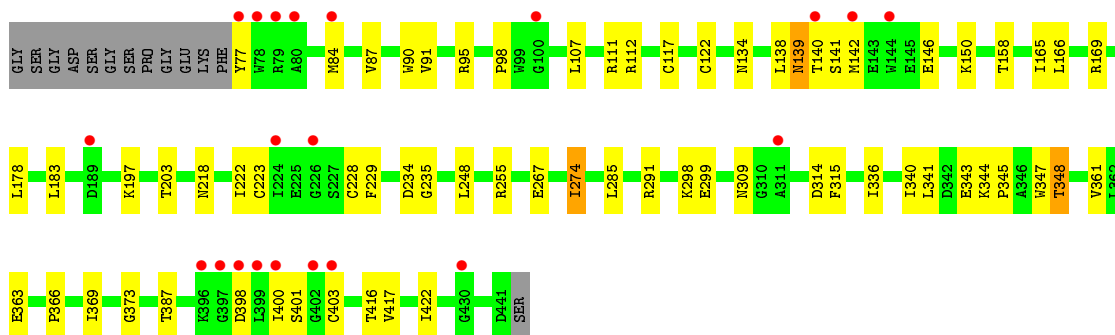 GLY SER GLY ASP SER GLY SER PRO GLY GLU LYS PHE Y77 W78 R79 A80 M84 V87 W90 V91 R95 P98 W99 G100 L107 R111 R112 C117 C122 N134 L138 N139 T140 S141 M142 E143 W144 E145 E146 K150 T158 I165 L166 R169
L178 L183 D189 K197 T203 N218 I222 C223 I224 E225 G226 S227 C228 F229 D234 G235 L248 R255 E267 I274 L285 R291 K298 E299 N309 G310 A311 D314 F315 I336 I340 L341 D342 E343 K344 P345 A346 W347 T348 V361 L362
E363 P366 I369 G373 T387 K396 G397 D398 L399 I400 S401 G402 C403 T416 V417 I422 G430 D441 SER